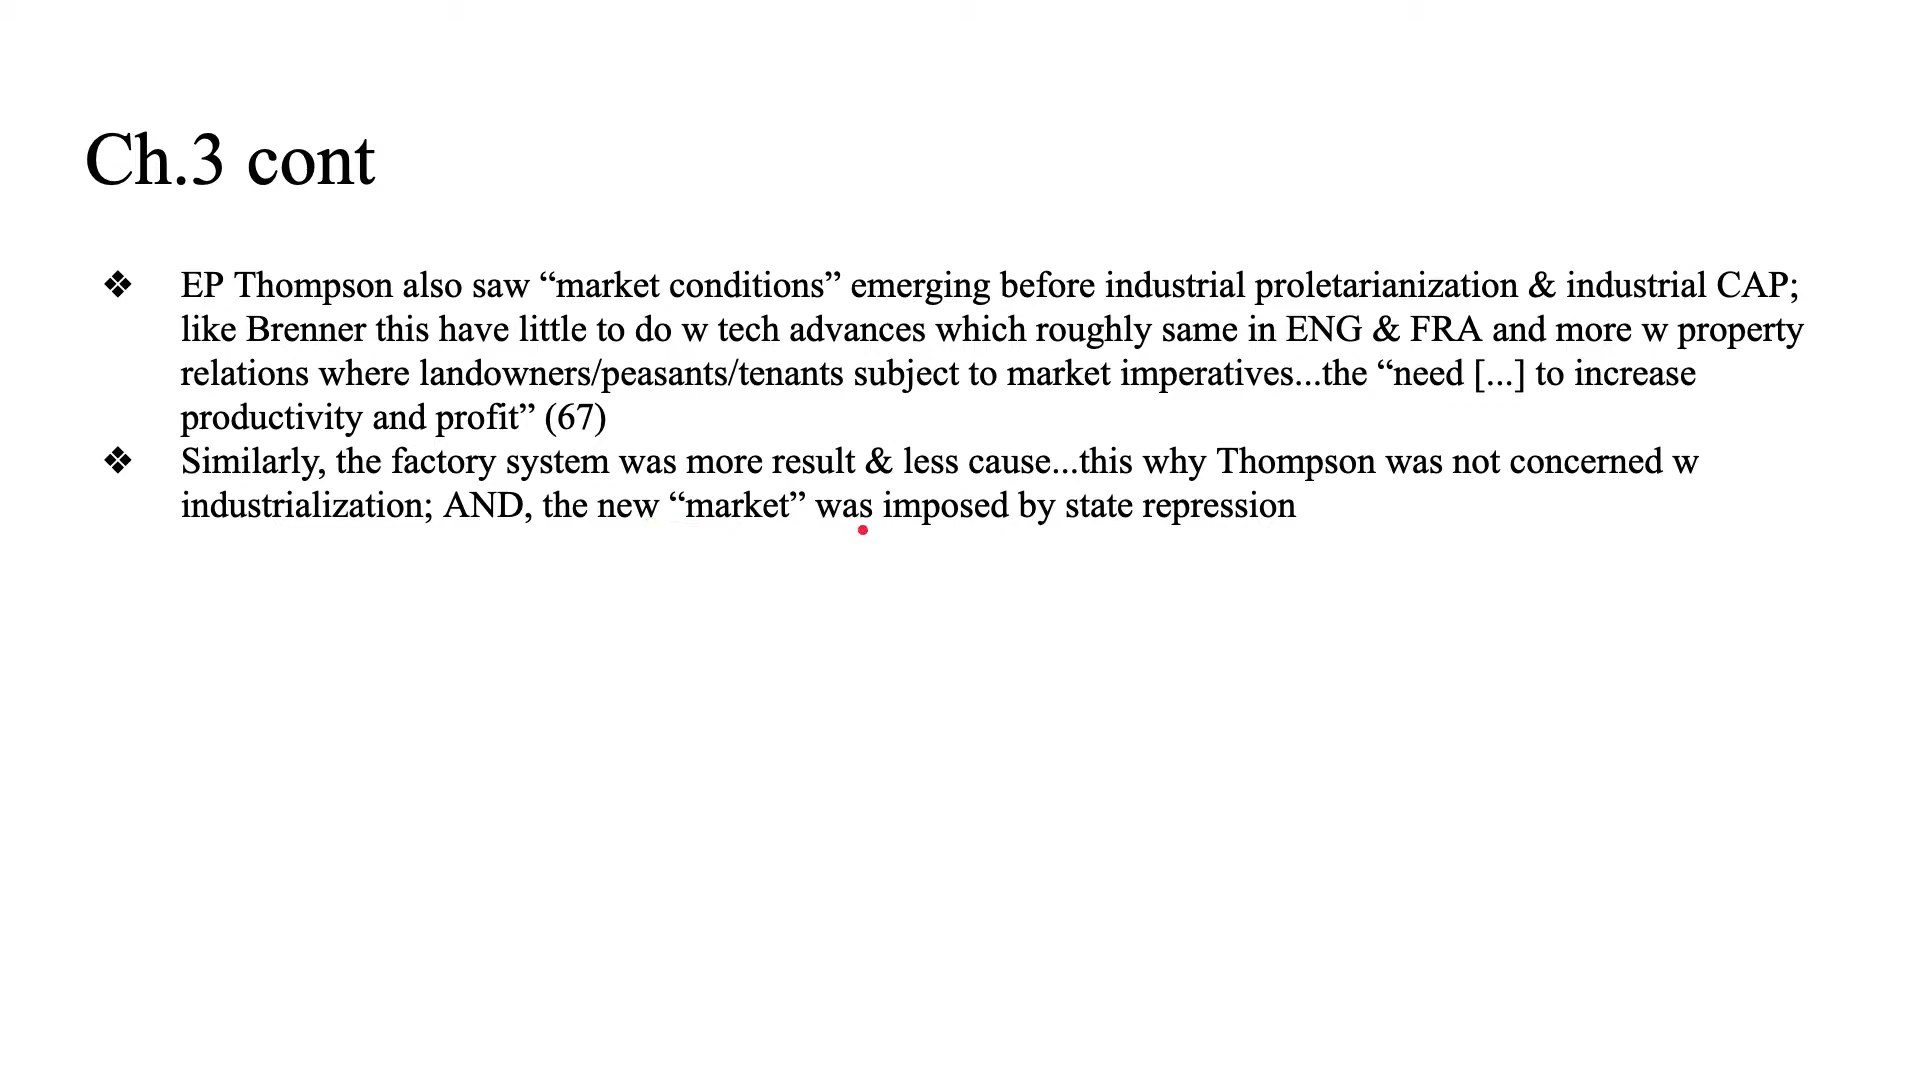 Ch.3 cont
❖ EP Thompson also saw “market conditions” emerging before industrial proletarianization & industrial CAP;
like Brenner this have little to do w tech advances which roughly same in ENG & FRA and more w property
relations where landowners/peasants/tenants subject to market imperatives...the “need [...] to increase
productivity and profit” (67)
❖ Similarly, the factory system was more result & less cause...this why Thompson was not concerned w
industrialization; AND, the new “market” was imposed by state repression